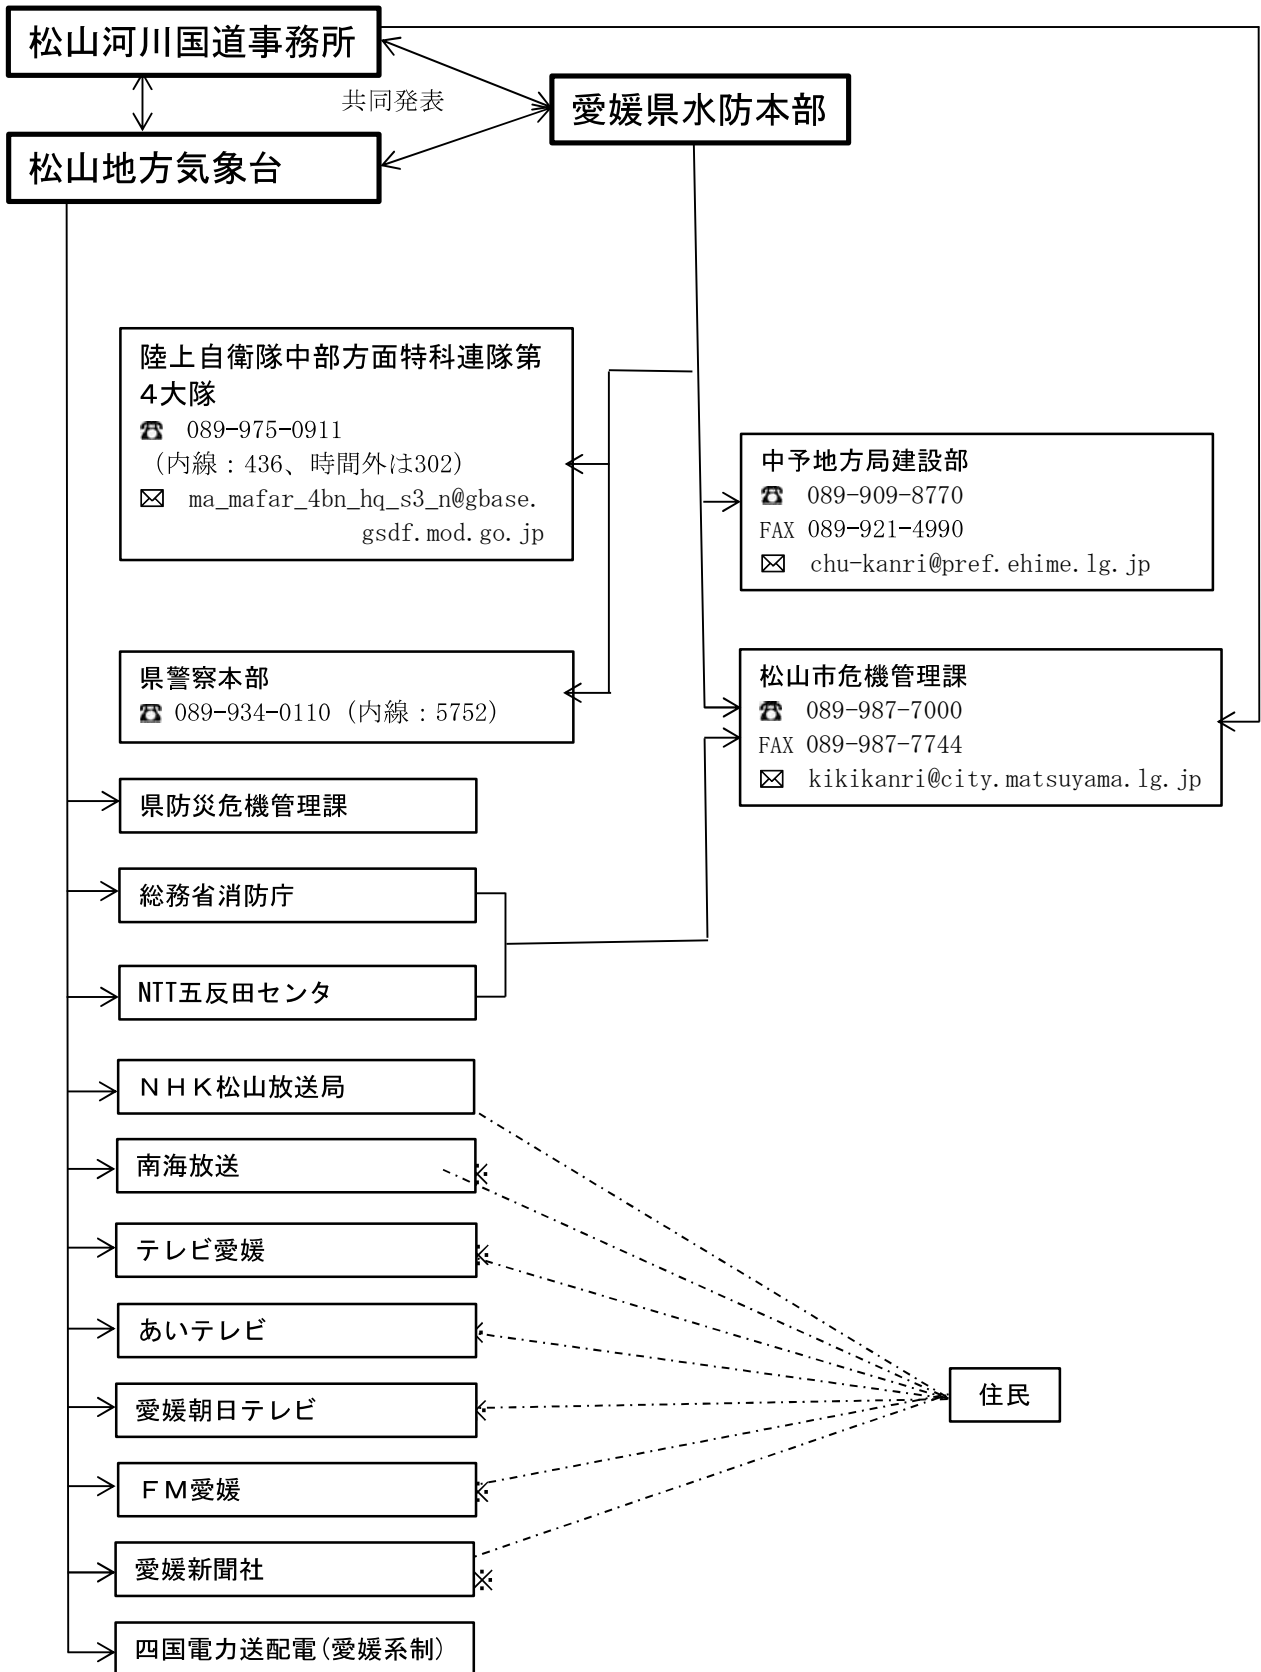 松山河川国道事務所
共同発表
愛媛県水防本部
松山地方気象台
陸上自衛隊中部方面特科連隊第
4大隊
☎ 089-975-0911
（内線：436、時間外は302）
✉ ma_mafar_4bn_hq_s3_n@gbase.
gsdf.mod.go.jp
中予地方局建設部
☎ 089-909-8770
FAX 089-921-4990
✉ chu-kanri@pref.ehime.lg.jp
県警察本部
☎ 089-934-0110（内線：5752）
松山市危機管理課
☎ 089-987-7000
FAX 089-987-7744
✉ kikikanri@city.matsuyama.lg.jp
県防災危機管理課
総務省消防庁
NTT五反田センタ
ＮＨＫ松山放送局
南海放送
※
テレビ愛媛
※
あいテレビ
※
愛媛朝日テレビ
※
住民
ＦＭ愛媛
※
愛媛新聞社
※
四国電力送配電(愛媛系制)